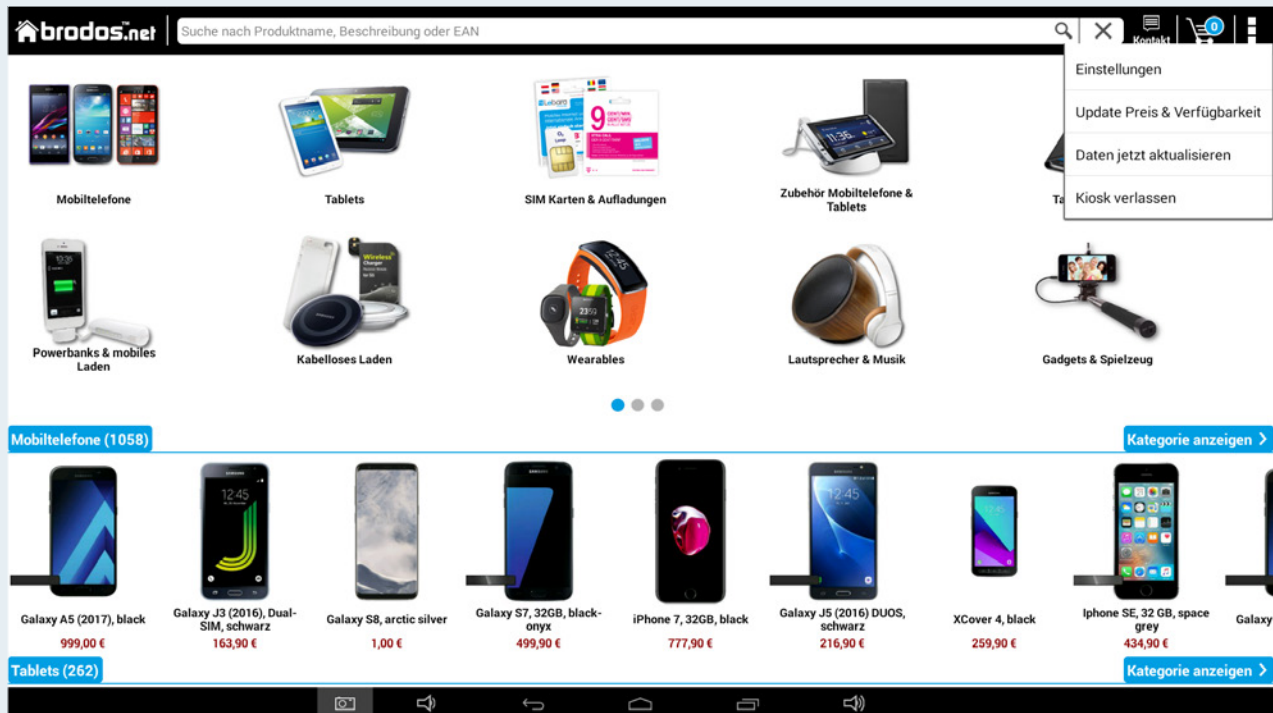 brodos.net
Suche nach Produktname, Beschreibung oder EAN
Kontakt
0
Einstellungen
Update Preis & Verfügbarkeit
Daten jetzt aktualisieren
Kiosk verlassen
Mobiltelefone
Tablets
SIM Karten & Aufladungen
Zubehör Mobiltelefone &
Tablets
Powerbanks & mobiles
Laden
Kabelloses Laden
Wearables
Lautsprecher & Musik
Gadgets & Spielzeug
Mobiltelefone (1058)
Kategorie anzeigen
Galaxy A5 (2017), black
999,00 €
Galaxy J3 (2016), Dual-
SIM, schwarz
163,90 €
Galaxy S8, arctic silver
1,00 €
Galaxy S7, 32GB, black-
onyx
499,90 €
iPhone 7, 32GB, black
777,90 €
Galaxy J5 (2016) DUOS,
schwarz
216,90 €
XCover 4, black
259,90 €
Iphone SE, 32 GB, space
grey
434,90 €
Galaxy
Tablets (262)
Kategorie anzeigen